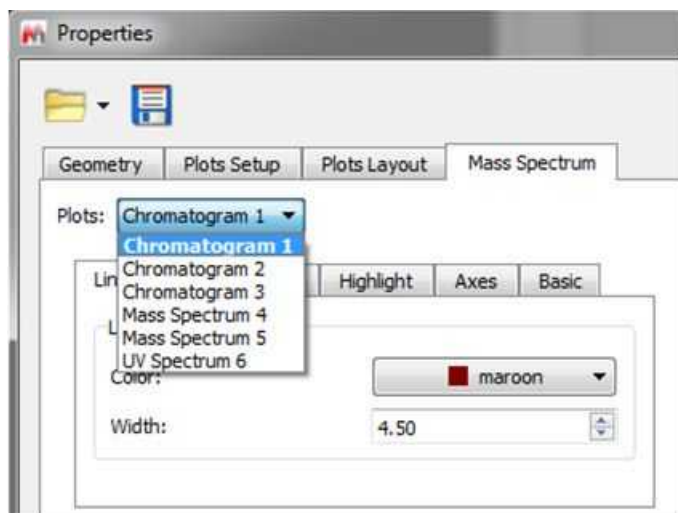 Properties
Geometry Plots Setup Plots Layout Mass Spectrum
Plots: Chromatogram 1
Chromatogram 1
Chromatogram 2
Chromatogram 3
Mass Spectrum 4
Mass Spectrum 5
UV Spectrum 6
Highlight Axes Basic
Color: maroon
Width: 4.50